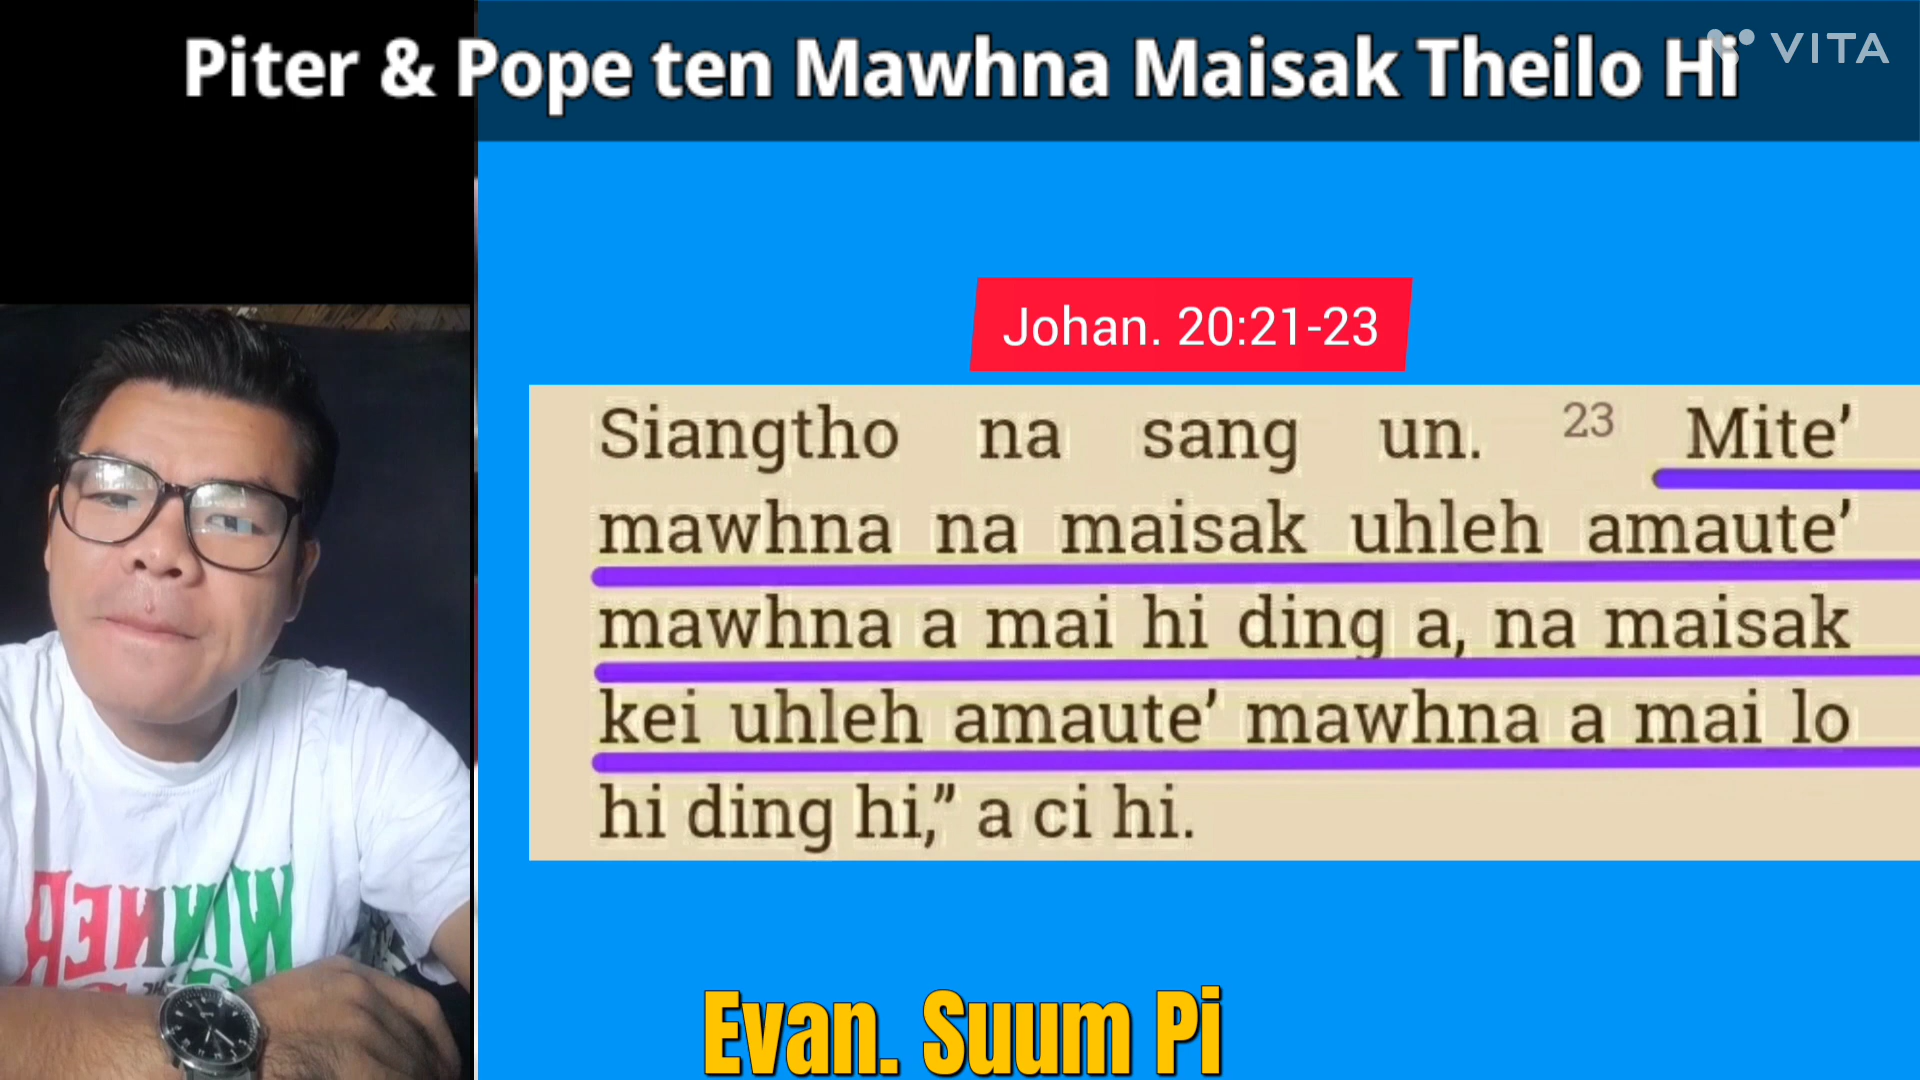 Piter & Pope ten Mawhna Maisak Theilo Hi
VITA
Johan. 20:21-23
Siangtho na sang un. 23 Mite’
mawhna na maisak uhleh amaute’
mawhna a mai hi ding a, na maisak
kei uhleh amaute’ mawhna a mai lo
hi ding hi,” a ci hi.
WINNER
Evan. Suum Pi